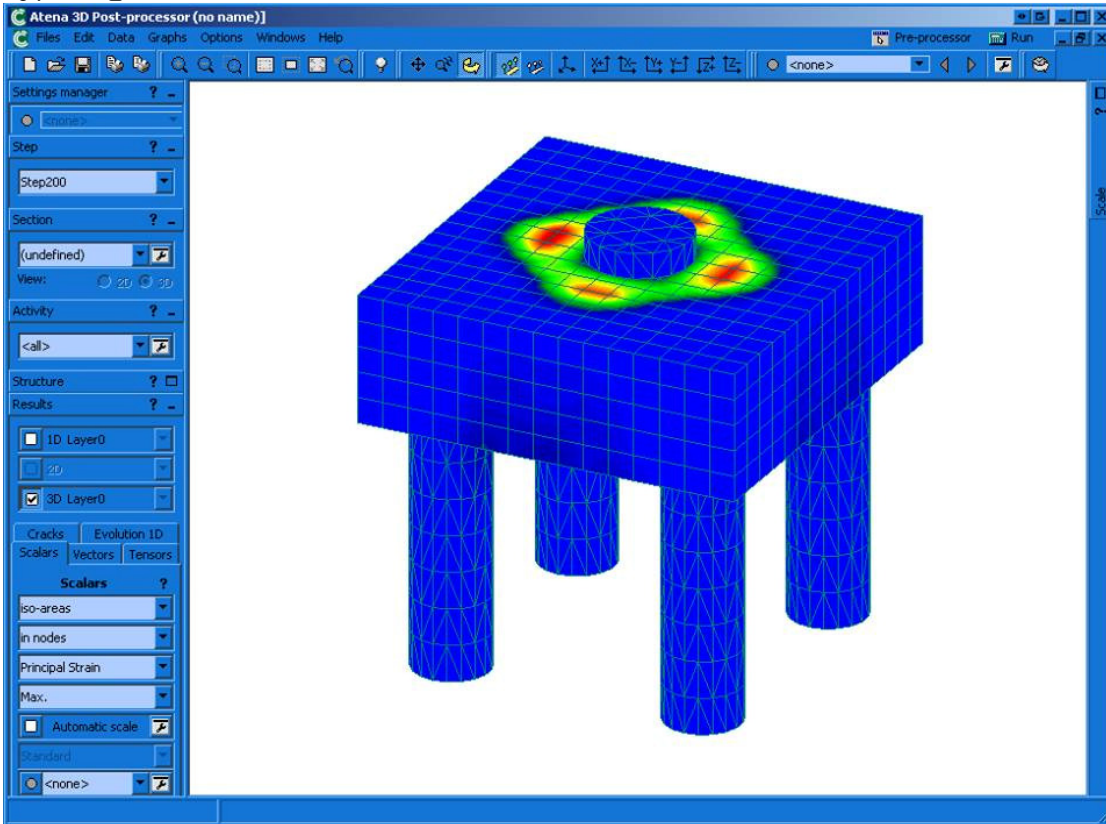 Atena 3D Post-processor (no name)]
Files Edit Data Graphs Options Windows Help Pre-processor Run
<none>
Settings manager ? _
<none>
Step ? _
Step200
Section ? _
(undefined)
View: 2D 3D
Activity ? _
<all>
Structure ?
Results ? _
1D Layer0
2D
3D Layer0
Cracks Evolution 1D
Scalars Vectors Tensors
Scalars ?
iso-areas
in nodes
Principal Strain
Max.
Automatic scale
Standard
<none>
? Scale